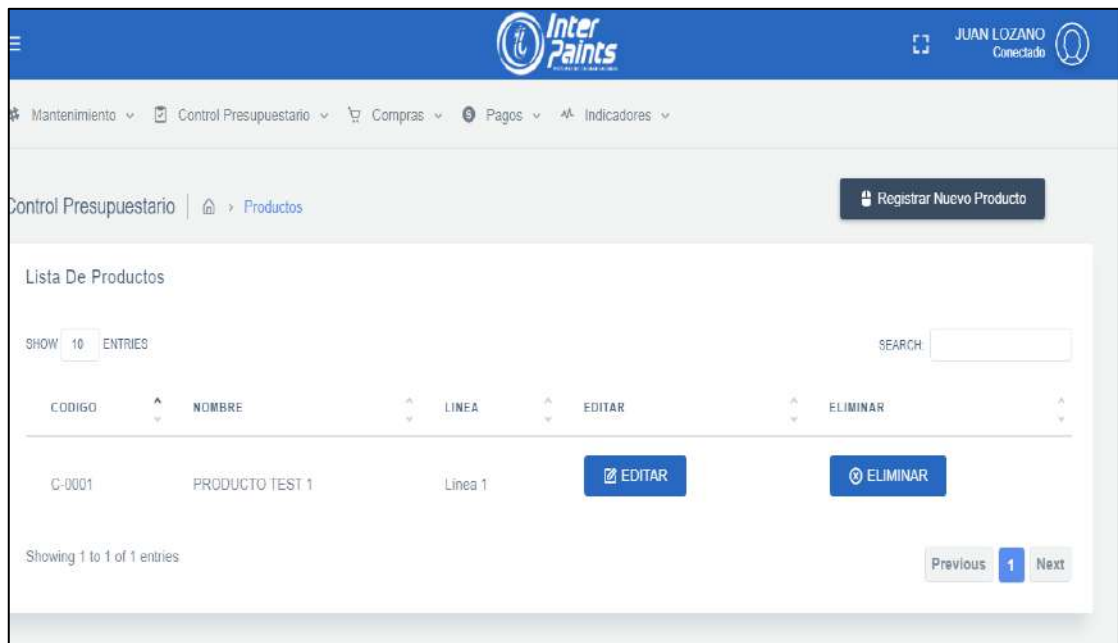 Inter
Paints
JUAN LOZANO
Conectado
Mantenimiento Control Presupuestario Compras Pagos Indicadores
Control Presupuestario Productos
Registrar Nuevo Producto
Lista De Productos
SHOW 10 ENTRIES
SEARCH:
CODIGO NOMBRE LINEA EDITAR ELIMINAR
C-0001 PRODUCTO TEST 1 Línea 1 EDITAR ELIMINAR
Showing 1 to 1 of 1 entries
Previous 1 Next